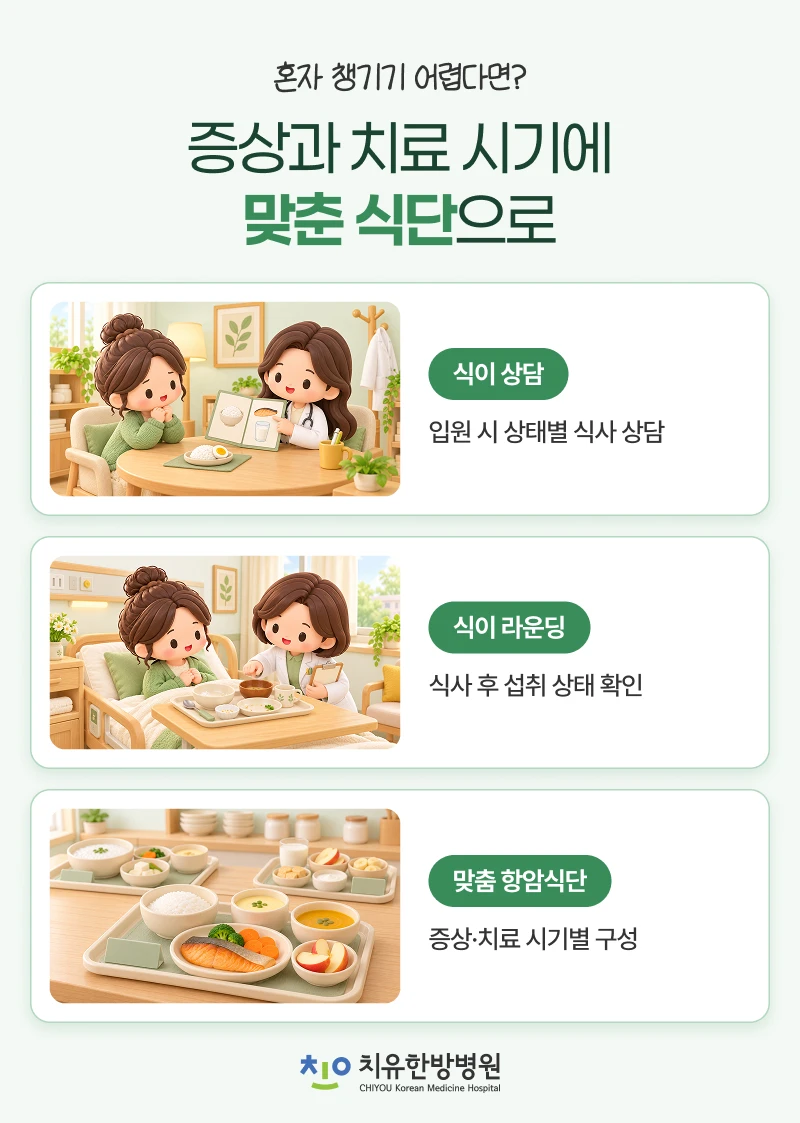 혼자 챙기기 어렵다면?
증상과 치료 시기에
맞춘 식단으로
식이 상담
입원 시 상태별 식사 상담
식이 라운딩
식사 후 섭취 상태 확인
맞춤 항암식단
증상·치료 시기별 구성
치유한방병원
CHIYOU Korean Medicine Hospital